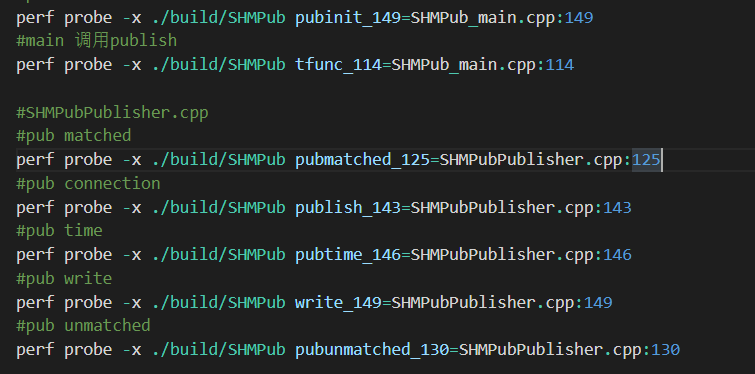 perf probe -x ./build/SHMPub pubinit_149=SHMPub_main.cpp:149
#main 调用publish
perf probe -x ./build/SHMPub tfunc_114=SHMPub_main.cpp:114
#SHMPubPublisher.cpp
#pub matched
perf probe -x ./build/SHMPub pubmatched_125=SHMPubPublisher.cpp:125
#pub connection
perf probe -x ./build/SHMPub publish_143=SHMPubPublisher.cpp:143
#pub time
perf probe -x ./build/SHMPub pubtime_146=SHMPubPublisher.cpp:146
#pub write
perf probe -x ./build/SHMPub write_149=SHMPubPublisher.cpp:149
#pub unmatched
perf probe -x ./build/SHMPub pubunmatched_130=SHMPubPublisher.cpp:130